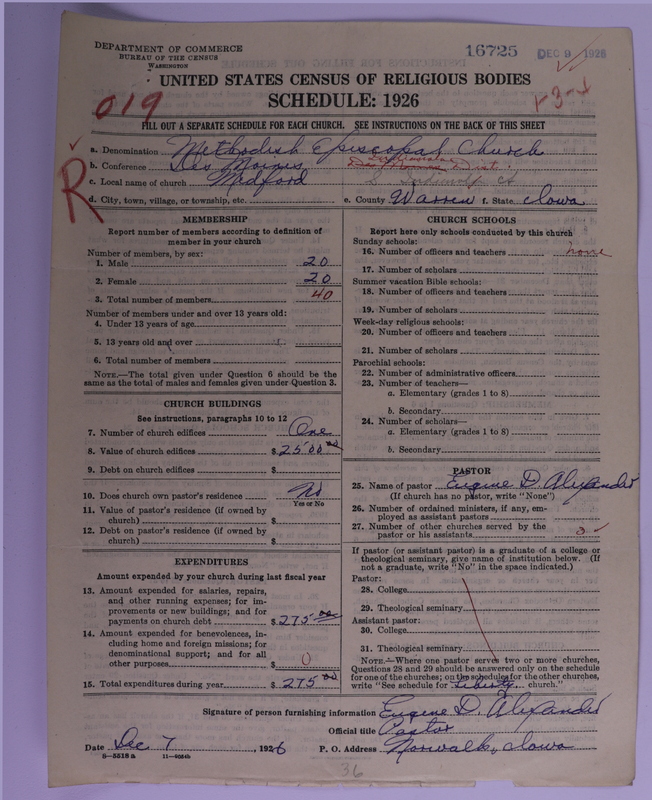 DEPARTMENT OF COMMERCE
BUREAU OF THE CENSUS
WASHINGTON
16725
DEC 9 1926
UNITED STATES CENSUS OF RELIGIOUS BODIES
SCHEDULE: 1926
019
FILL OUT A SEPARATE SCHEDULE FOR EACH CHURCH. SEE INSTRUCTIONS ON THE BACK OF THIS SHEET
R
a. Denomination Methodist Episcopal Church
b. Conference Des Moines Des Moines Dist.
c. Local name of church Medford
d. City, town, village, or township, etc. e. County Warren f. State Iowa
MEMBERSHIP
Report number of members according to definition of member in your church
Number of members, by sex:
1. Male 20
2. Female 20
3. Total number of members 40
Number of members under and over 13 years old:
4. Under 13 years of age
5. 13 years old and over
6. Total number of members
NOTE.—The total given under Question 6 should be the same as the total of males and females given under Question 3.
CHURCH BUILDINGS
See instructions, paragraphs 10 to 12
7. Number of church edifices One
8. Value of church edifices $ 2500 00
9. Debt on church edifices $
10. Does church own pastor's residence No
Yes or No
11. Value of pastor's residence (if owned by church) $
12. Debt on pastor's residence (if owned by church) $
EXPENDITURES
Amount expended by your church during last fiscal year
13. Amount expended for salaries, repairs, and other running expenses; for improvements or new buildings; and for payments on church debt $ 275 00
14. Amount expended for benevolences, including home and foreign missions; for denominational support; and for all other purposes $ 0
15. Total expenditures during year $ 275 00
CHURCH SCHOOLS
Report here only schools conducted by this church
Sunday schools:
16. Number of officers and teachers none
17. Number of scholars
Summer vacation Bible schools:
18. Number of officers and teachers
19. Number of scholars
Week-day religious schools:
20. Number of officers and teachers
21. Number of scholars
Parochial schools:
22. Number of administrative officers
23. Number of teachers—
a. Elementary (grades 1 to 8)
b. Secondary
24. Number of scholars—
a. Elementary (grades 1 to 8)
b. Secondary
PASTOR
25. Name of pastor Eugene D. Alexander
(If church has no pastor, write "None")
26. Number of ordained ministers, if any, employed as assistant pastors
27. Number of other churches served by the pastor or his assistants
If pastor (or assistant pastor) is a graduate of a college or theological seminary, give name of institution below. (If not a graduate, write "No" in the space indicated.)
Pastor:
28. College
29. Theological seminary
Assistant pastor:
30. College
31. Theological seminary
NOTE.—Where one pastor serves two or more churches, Questions 28 and 29 should be answered only on the schedule for one of the churches; on the schedules for the other churches, write "See schedule for Liberty church."
Signature of person furnishing information Eugene D. Alexander
Official title Pastor
Date Dec 7, 1926 P. O. Address Norwalk, Iowa
8-5518a
36